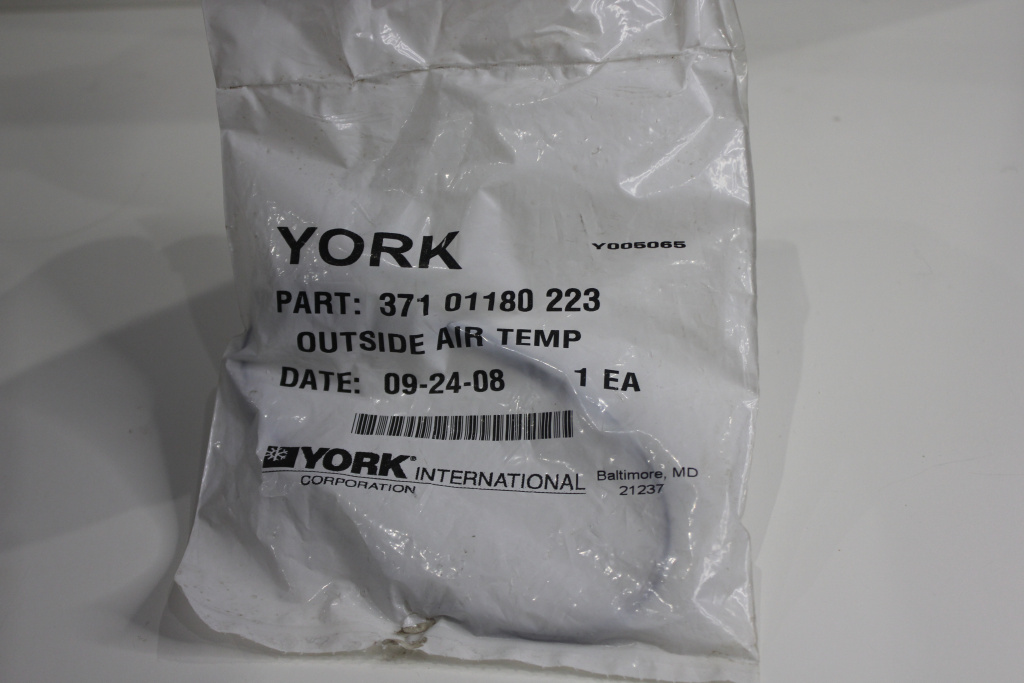 YORK
Y005065
PART: 371 01180 223
OUTSIDE AIR TEMP
DATE: 09-24-08 1 EA
YORK® INTERNATIONAL
CORPORATION
Baltimore, MD
21237